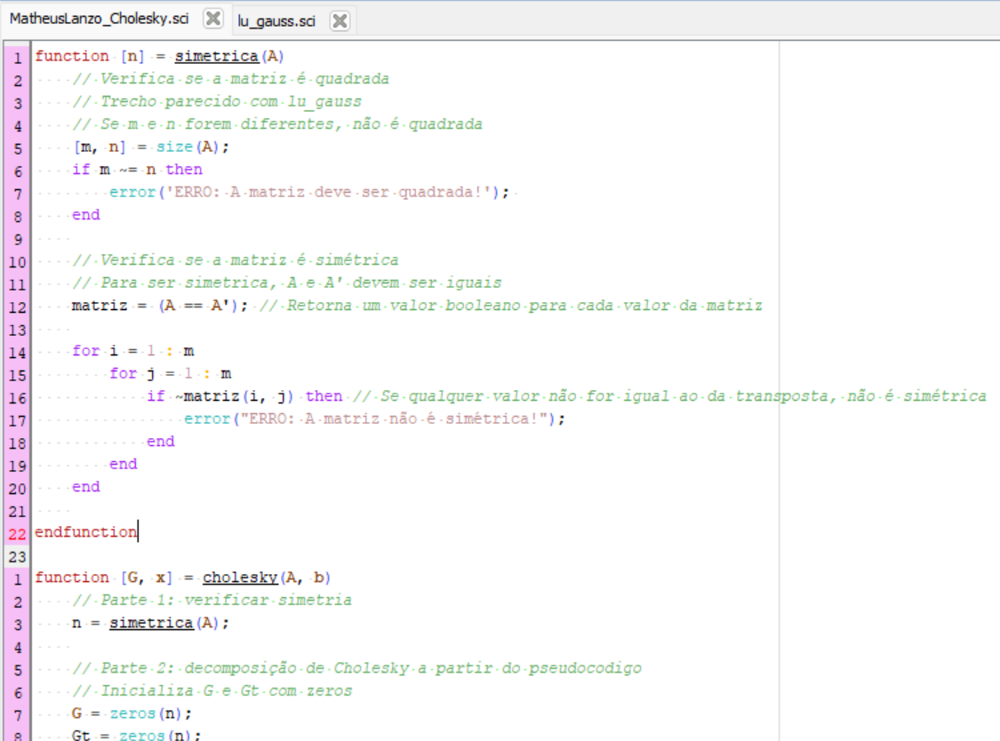 MatheusLanzo_Cholesky.sci lu_gauss.sci
1 function [n] = simetrica(A)
2 // Verifica se a matriz é quadrada
3 // Trecho parecido com lu_gauss
4 // Se m e n forem diferentes, não é quadrada
5 [m, n] = size(A);
6 if m ~= n then
7 error('ERRO: A matriz deve ser quadrada!');
8 end
9
10 // Verifica se a matriz é simétrica
11 // Para ser simetrica, A e A' devem ser iguais
12 matriz = (A == A'); // Retorna um valor booleano para cada valor da matriz
13
14 for i = 1 : m
15 for j = 1 : m
16 if ~matriz(i, j) then // Se qualquer valor não for igual ao da transposta, não é simétrica
17 error("ERRO: A matriz não é simétrica!");
18 end
19 end
20 end
21
22 endfunction
23
1 function [G, x] = cholesky(A, b)
2 // Parte 1: verificar simetria
3 n = simetrica(A);
4
5 // Parte 2: decomposição de Cholesky a partir do pseudocodigo
6 // Inicializa G e Gt com zeros
7 G = zeros(n);
8 Gt = zeros(n);